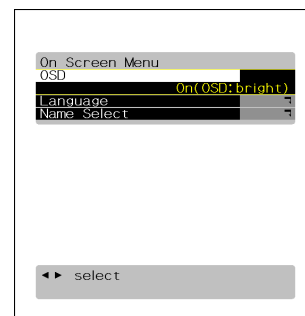 On Screen Menu
OSD
On(OSD:bright)
Language
Name Select
◄ ► select